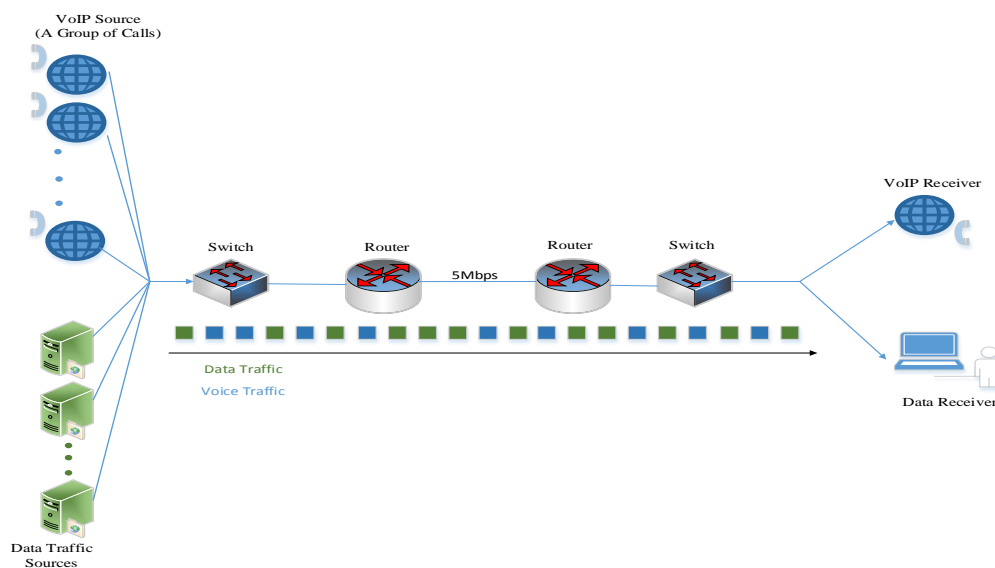 VoIP Source
(A Group of Calls)
VoIP Receiver
Switch
Router
Router
Switch
5Mbps
Data Traffic
Voice Traffic
Data Receiver
Data Traffic
Sources